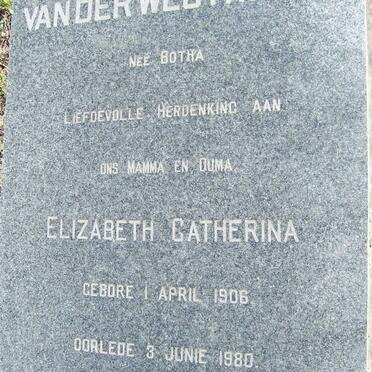 NEE BOTHA
LIEFDEVOLLE HERDENKING AAN
ONS MAMMA EN OUMA,
ELIZABETH CATHERINA
GEBORE 1 APRIL 1906
OORLEDE 3 JUNIE 1980.